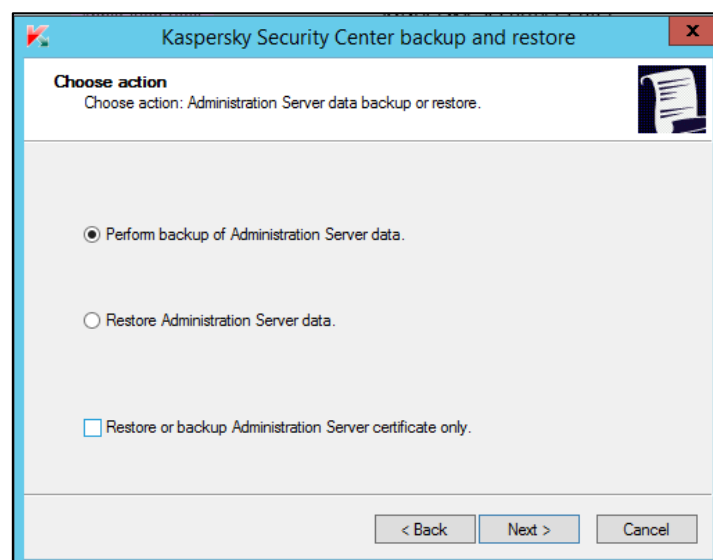 Kaspersky Security Center backup and restore
x
Choose action
Choose action: Administration Server data backup or restore.
Perform backup of Administration Server data.
Restore Administration Server data.
Restore or backup Administration Server certificate only.
< Back
Next >
Cancel